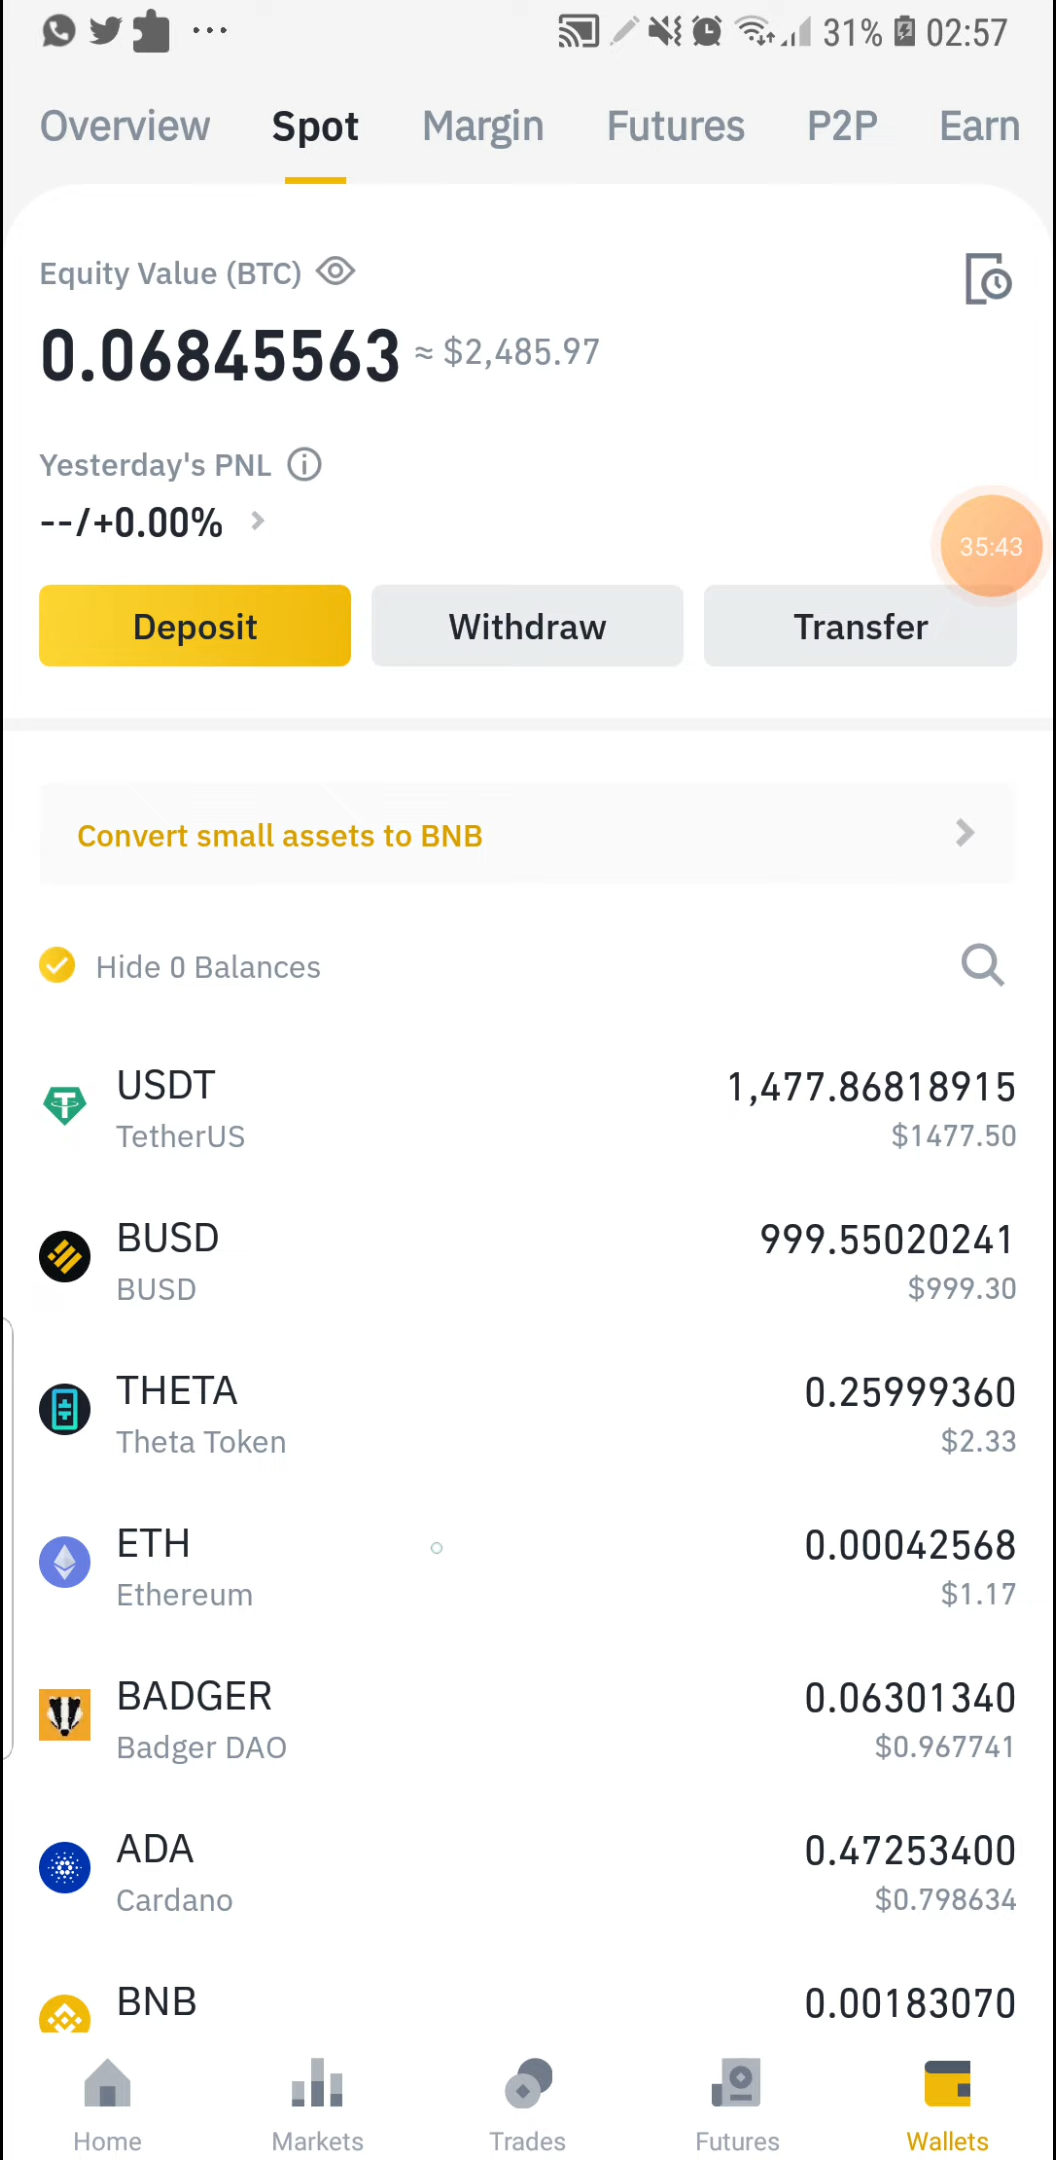 31% 02:57
Overview Spot Margin Futures P2P Earn
Equity Value (BTC)
0.06845563 ≈ $2,485.97
Yesterday's PNL
--/+0.00%
35:43
Deposit Withdraw Transfer
Convert small assets to BNB
Hide 0 Balances
USDT 1,477.86818915
TetherUS $1477.50
BUSD 999.55020241
BUSD $999.30
THETA 0.25999360
Theta Token $2.33
ETH 0.00042568
Ethereum $1.17
BADGER 0.06301340
Badger DAO $0.967741
ADA 0.47253400
Cardano $0.798634
BNB 0.00183070
Home Markets Trades Futures Wallets